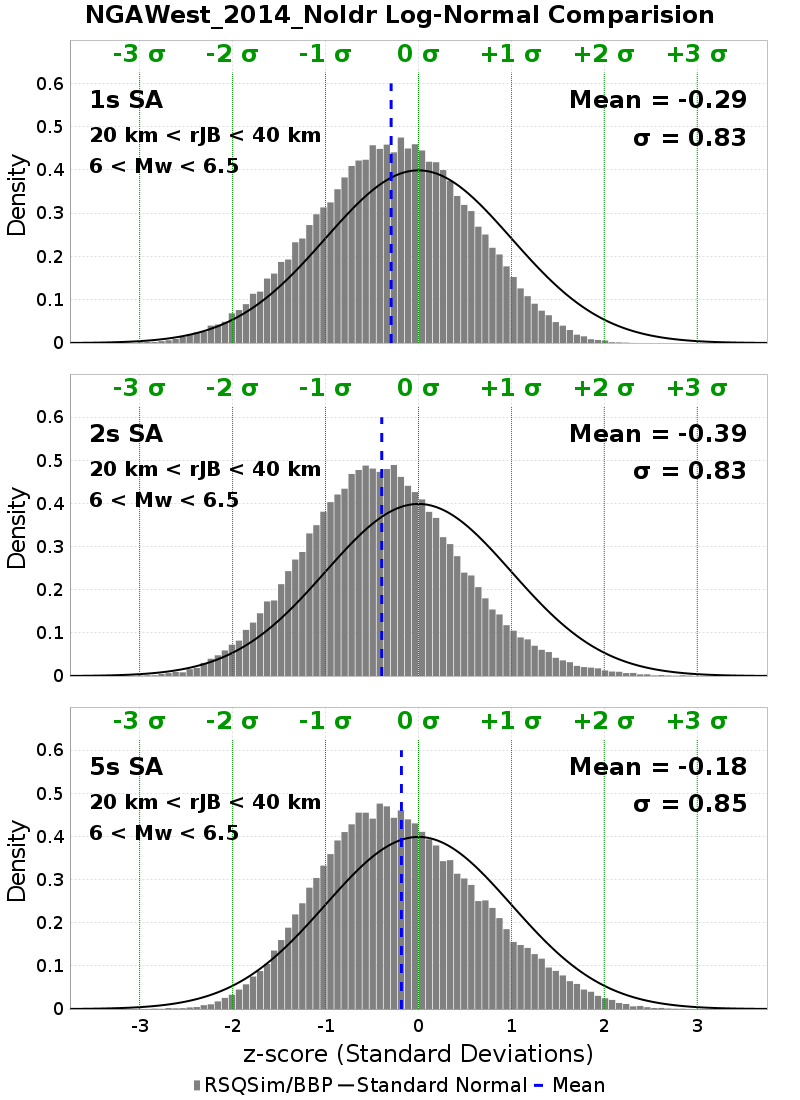 NGAWest_2014_NoIdr Log-Normal Comparision
-3 σ -2 σ -1 σ 0 σ +1 σ +2 σ +3 σ
0.6
1s SA Mean = -0.29
0.5
20 km < rJB < 40 km σ = 0.83
6 < Mw < 6.5
0.4
0.3
0.2
0.1
0
Density
-3 σ -2 σ -1 σ 0 σ +1 σ +2 σ +3 σ
0.6
2s SA Mean = -0.39
0.5
20 km < rJB < 40 km σ = 0.83
6 < Mw < 6.5
0.4
0.3
0.2
0.1
0
Density
-3 σ -2 σ -1 σ 0 σ +1 σ +2 σ +3 σ
0.6
5s SA Mean = -0.18
0.5
20 km < rJB < 40 km σ = 0.85
6 < Mw < 6.5
0.4
0.3
0.2
0.1
0
Density
-3 -2 -1 0 1 2 3
z-score (Standard Deviations)
RSQSim/BBP Standard Normal Mean